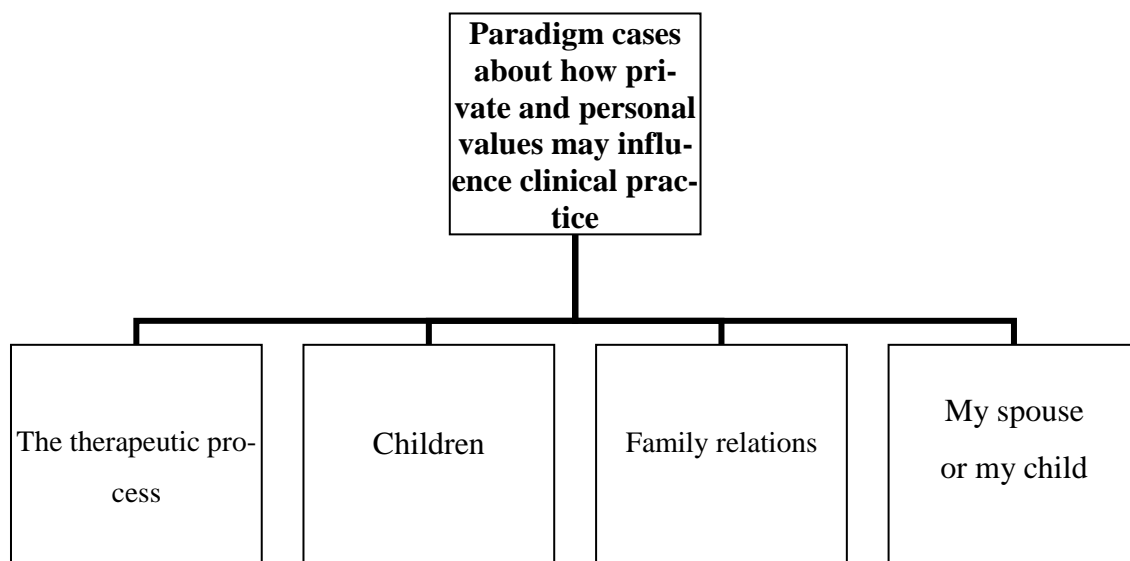 Paradigm cases
about how pri-
vate and personal
values may influ-
ence clinical prac-
tice
The therapeutic pro-
cess
Children
Family relations
My spouse
or my child